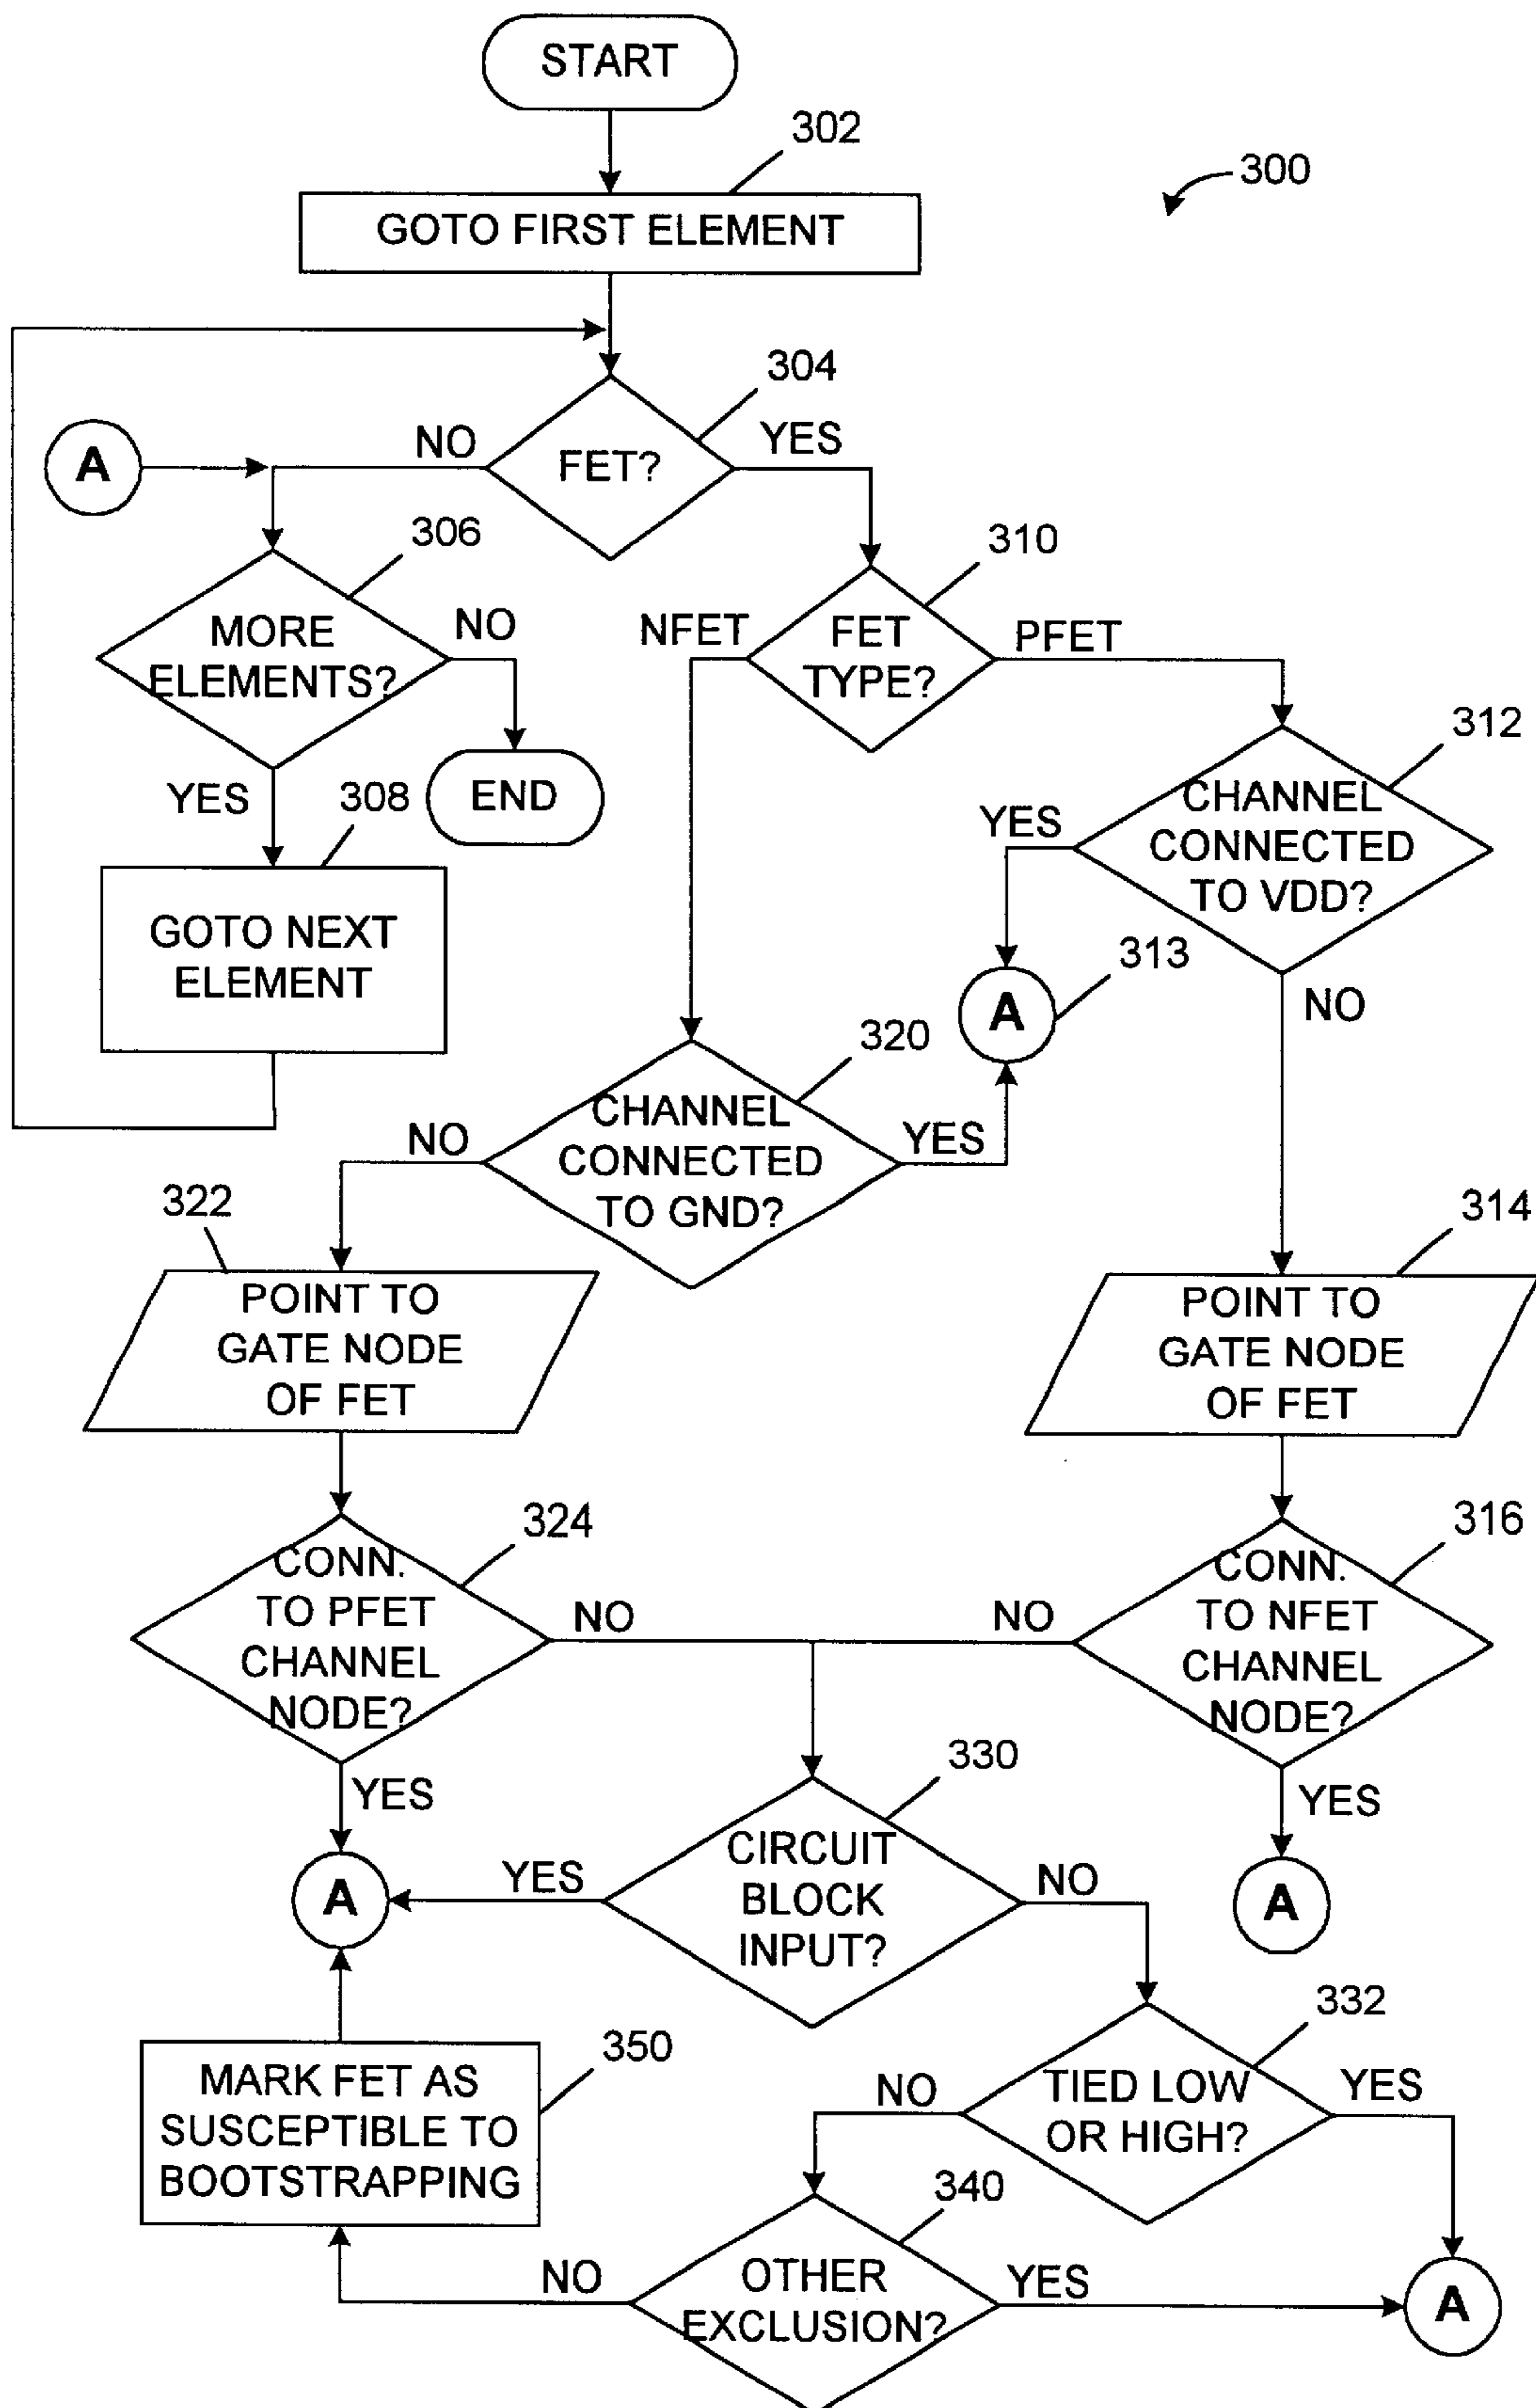 START
302
300
GOTO FIRST ELEMENT
304
NO
YES
A
FET?
306
310
MORE
ELEMENTS?
NO
NFET
FET
TYPE?
PFET
312
YES
308
END
YES
CHANNEL
CONNECTED
TO VDD?
GOTO NEXT
ELEMENT
313
A
NO
320
CHANNEL
CONNECTED
TO GND?
NO
YES
322
314
POINT TO
GATE NODE
OF FET
POINT TO
GATE NODE
OF FET
324
316
CONN.
TO PFET
CHANNEL
NODE?
NO
NO
CONN.
TO NFET
CHANNEL
NODE?
YES
330
YES
A
YES
CIRCUIT
BLOCK
INPUT?
NO
A
332
350
MARK FET AS
SUSCEPTIBLE TO
BOOTSTRAPPING
NO
TIED LOW
OR HIGH?
YES
340
NO
OTHER
EXCLUSION?
YES
A